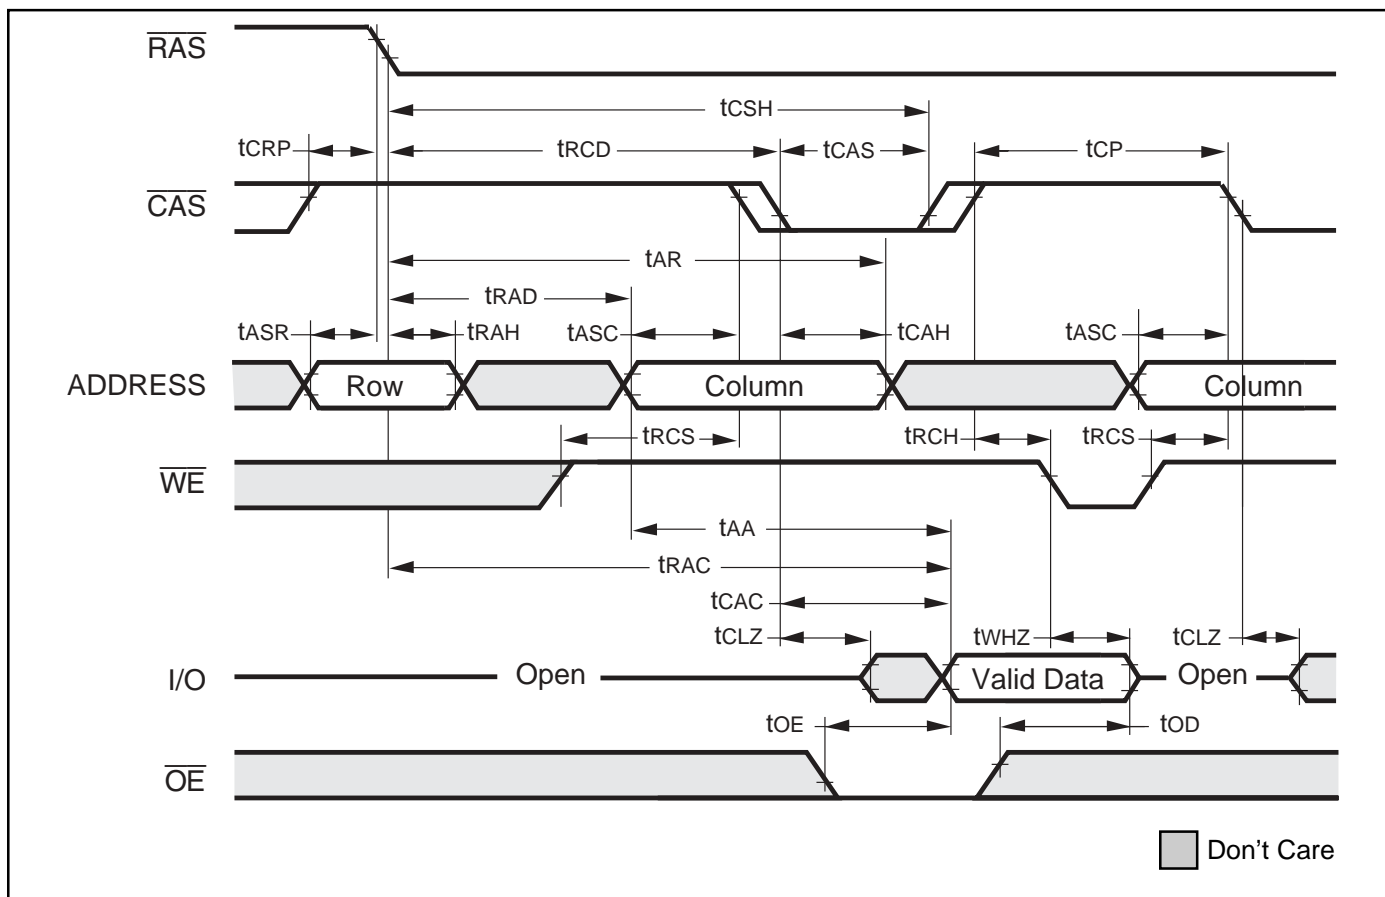 RAS
tCSH
tCRP
tRCD
tCAS
tCP
CAS
tAR
tRAD
tASR
tRAH
tASC
tCAH
tASC
ADDRESS
Row
Column
Column
tRCS
tRCH
tRCS
WE
tAA
tRAC
tCAC
tCLZ
tWHZ
tCLZ
I/O
Open
Valid Data
Open
tOE
tOD
OE
Don't Care